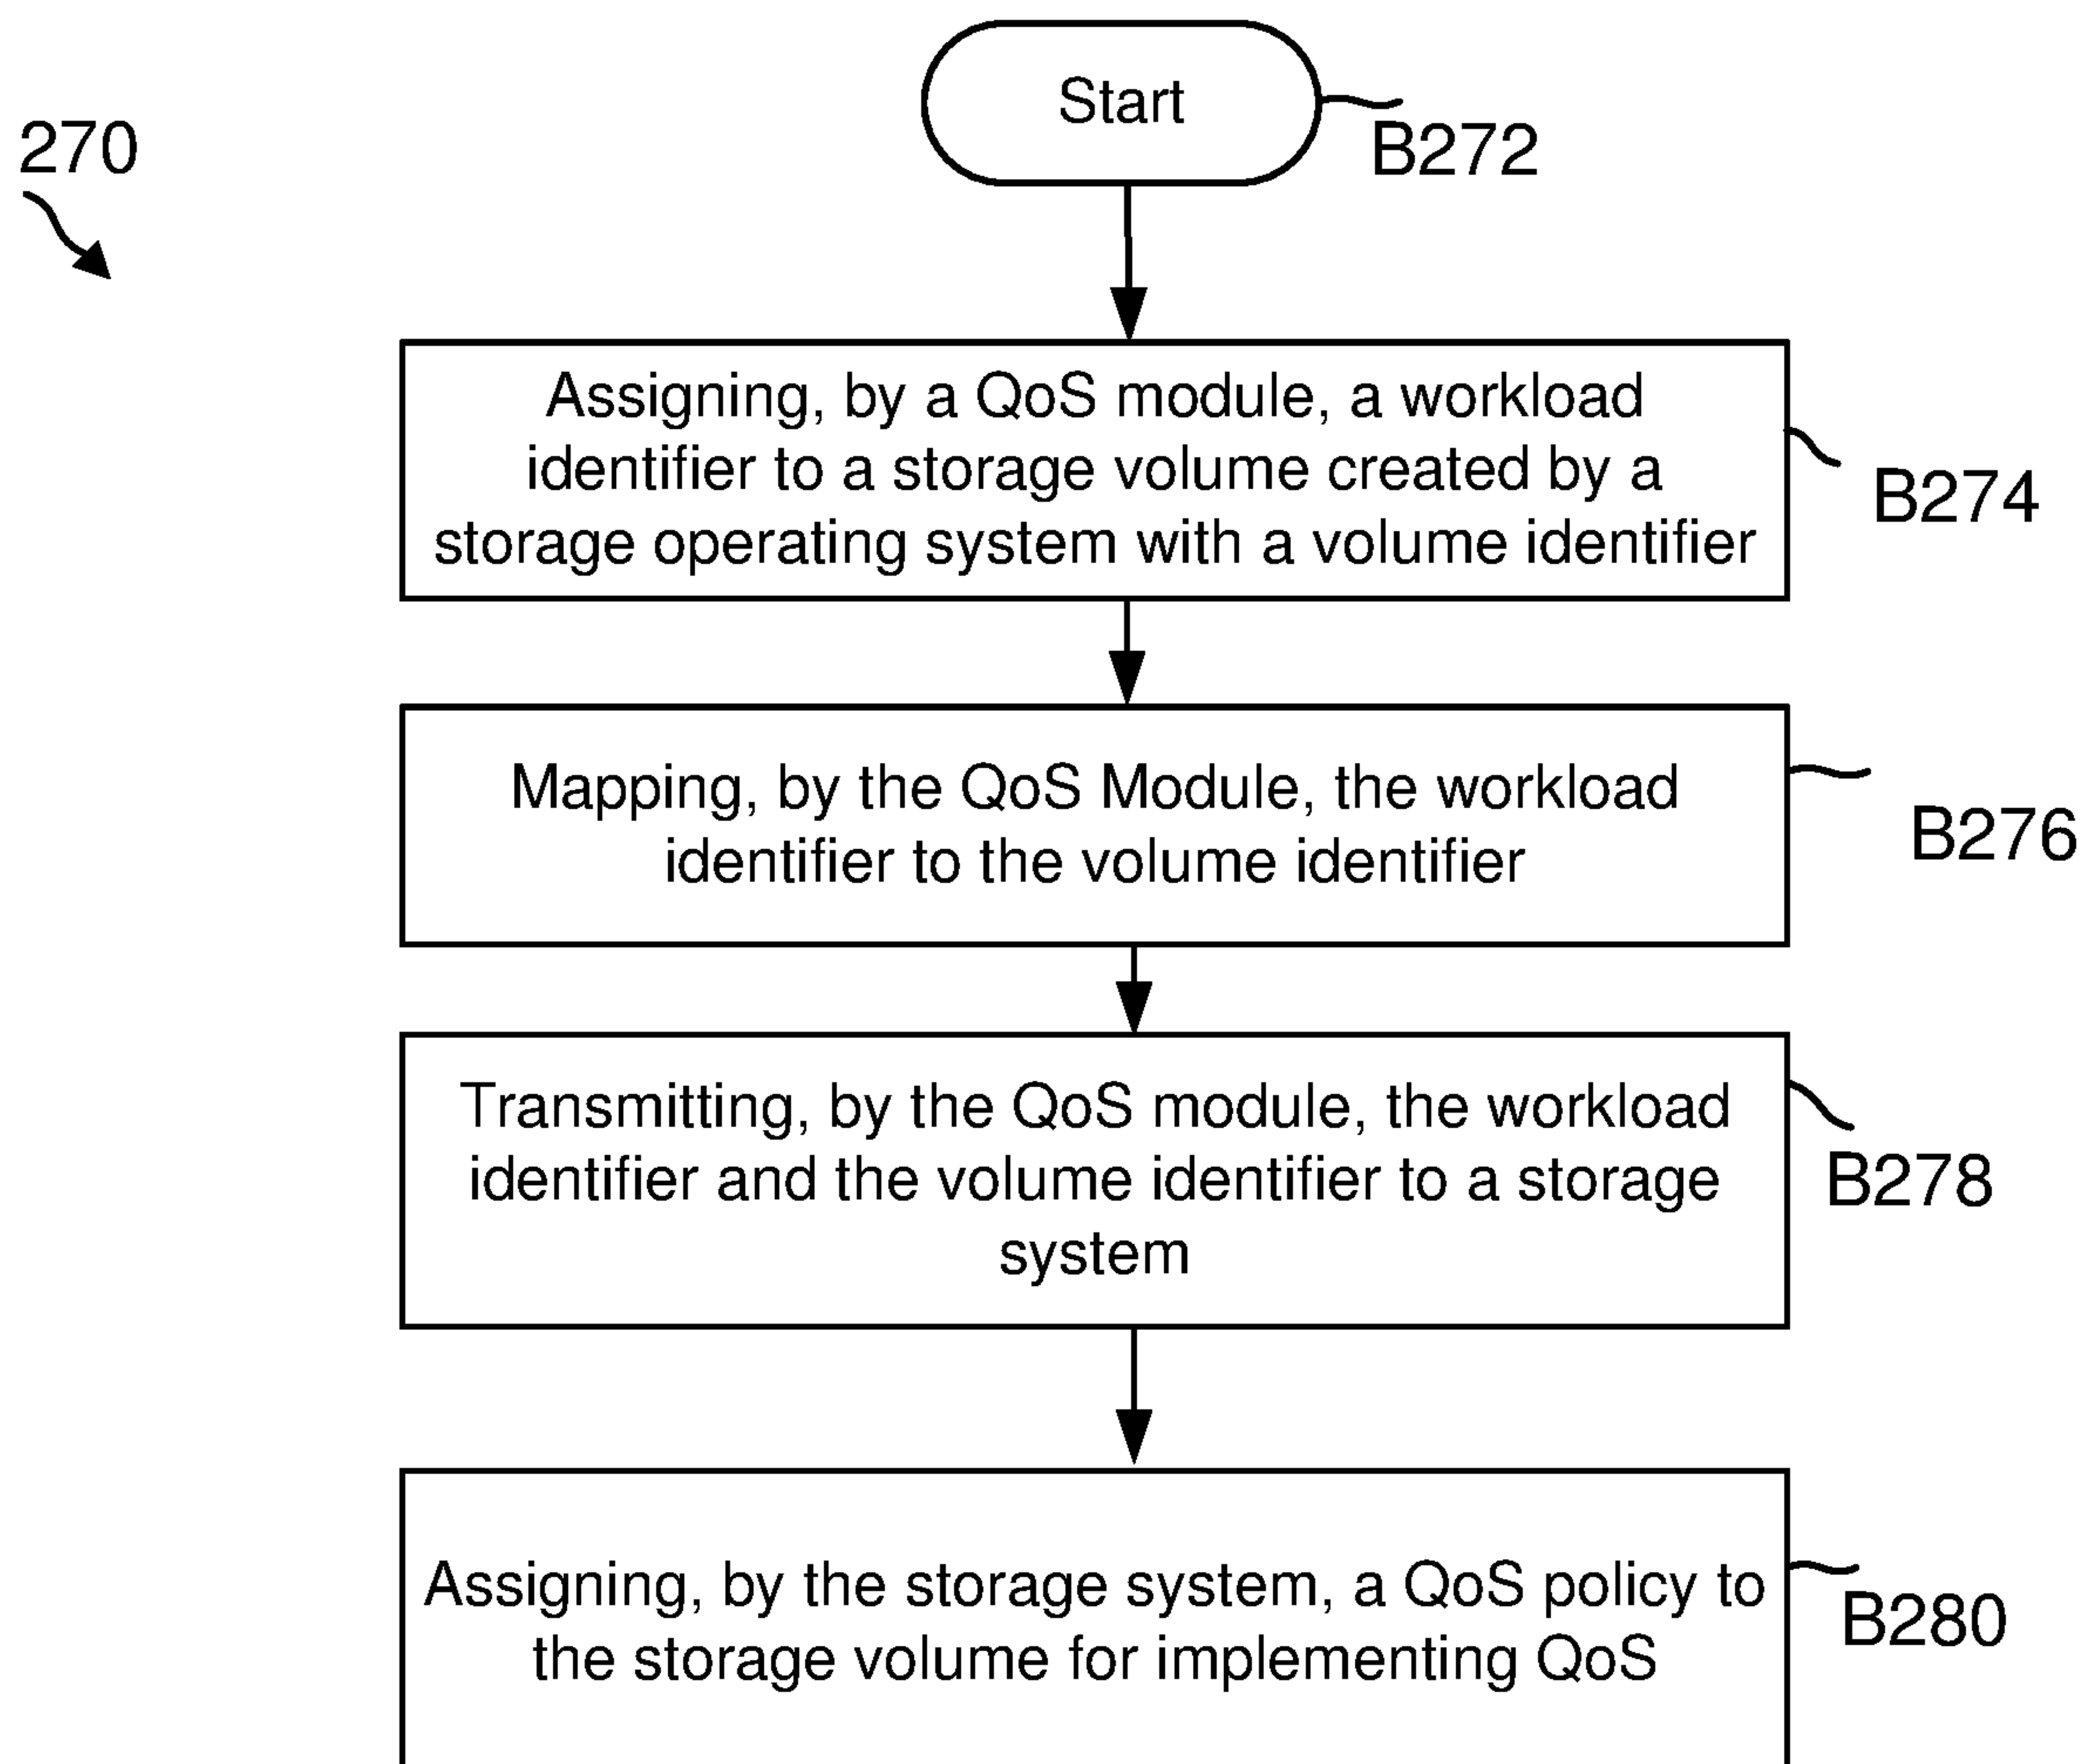 Start
B272
270
Assigning, by a QoS module, a workload
identifier to a storage volume created by a
storage operating system with a volume identifier
B274
Mapping, by the QoS Module, the workload
identifier to the volume identifier
B276
Transmitting, by the QoS module, the workload
identifier and the volume identifier to a storage
system
B278
Assigning, by the storage system, a QoS policy to
the storage volume for implementing QoS
B280